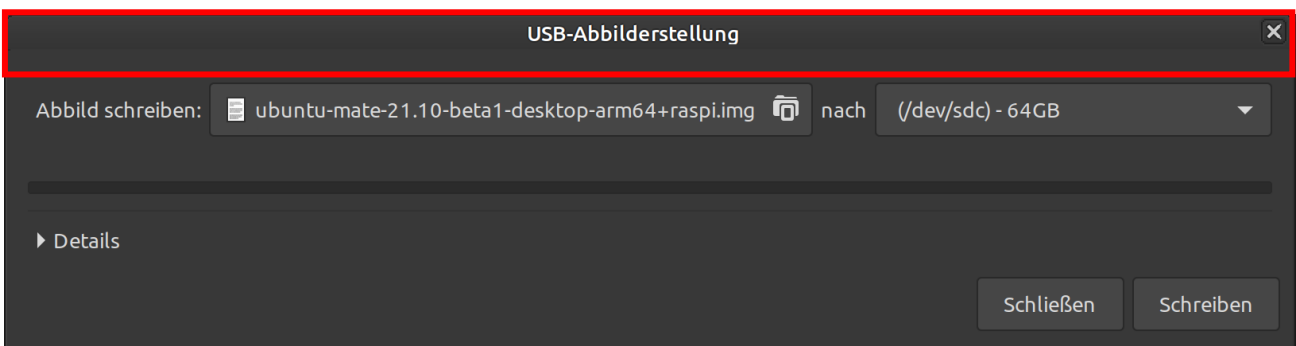 USB-Abbilderstellung
Abbild schreiben: ubuntu-mate-21.10-beta1-desktop-arm64+raspi.img nach (/dev/sdc) - 64GB
Details
Schließen Schreiben